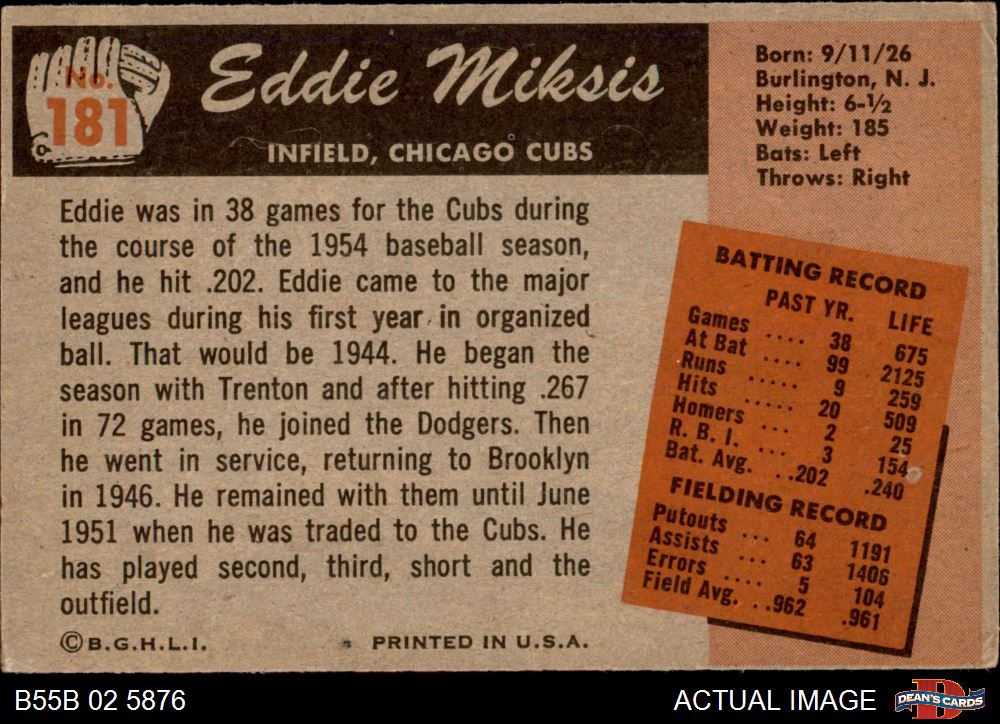 No.
181
Eddie Miksis
INFIELD, CHICAGO CUBS
Born: 9/11/26
Burlington, N. J.
Height: 6-½
Weight: 185
Bats: Left
Throws: Right
Eddie was in 38 games for the Cubs during
the course of the 1954 baseball season,
and he hit .202. Eddie came to the major
leagues during his first year in organized
ball. That would be 1944. He began the
season with Trenton and after hitting .267
in 72 games, he joined the Dodgers. Then
he went in service, returning to Brooklyn
in 1946. He remained with them until June
1951 when he was traded to the Cubs. He
has played second, third, short and the
outfield.
BATTING RECORD
PAST YR. LIFE
Games .... 38 675
At Bat .... 99 2125
Runs ..... 9 259
Hits ..... 20 509
Homers ... 2 25
R. B. I. ... 3 154
Bat. Avg. ..202 .240
FIELDING RECORD
Putouts ... 64 1191
Assists ... 63 1406
Errors .... 5 104
Field Avg. ..962 .961
©B.G.H.L.I. PRINTED IN U.S.A.
B55B 02 5876 ACTUAL IMAGE DEAN'S CARDS